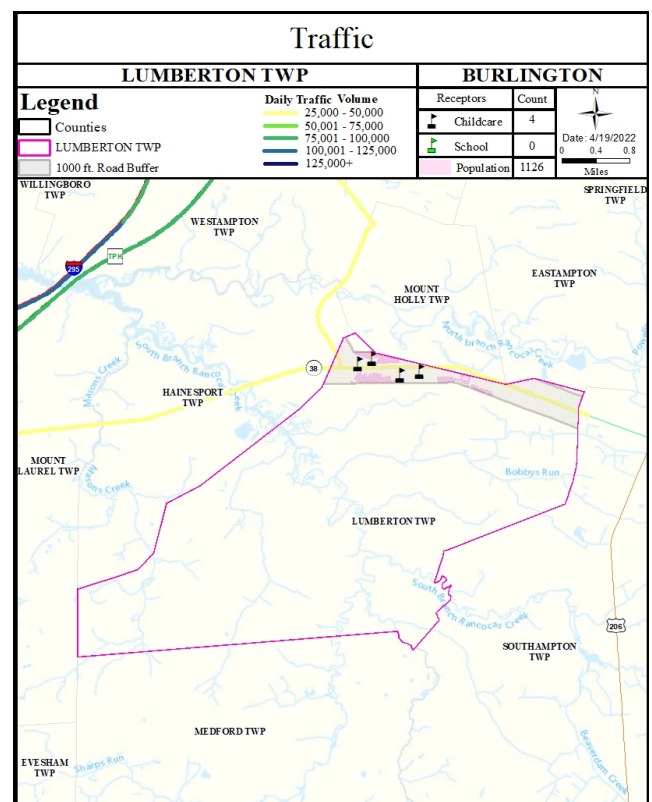 Traffic
LUMBERTON TWP
BURLINGTON
Legend
Counties
LUMBERTON TWP
1000 ft. Road Buffer
Daily Traffic Volume
25,000 - 50,000
50,001 - 75,000
75,001 - 100,000
100,001 - 125,000
125,000+
Receptors Count
Childcare 4
School 0
Population 1126
N
Date: 4/19/2022
0 0.4 0.8
Miles
WILLINGBORO
TWP
SPRINGFIELD
TWP
WESTAMPTON
TWP
TPK
295
EASTAMPTON
TWP
MOUNT
HOLLY TWP
North Branch Rancocas Creek
South Branch Rancocas Creek
Masons Creek
38
HAINESPORT
TWP
MOUNT
LAUREL TWP
Masons Creek
Bobbys Run
LUMBERTON TWP
South Branch Rancocas Creek
206
SOUTHAMPTON
TWP
MEDFORD TWP
EVESHAM
TWP
Sharps Run
Beaverdam Creek